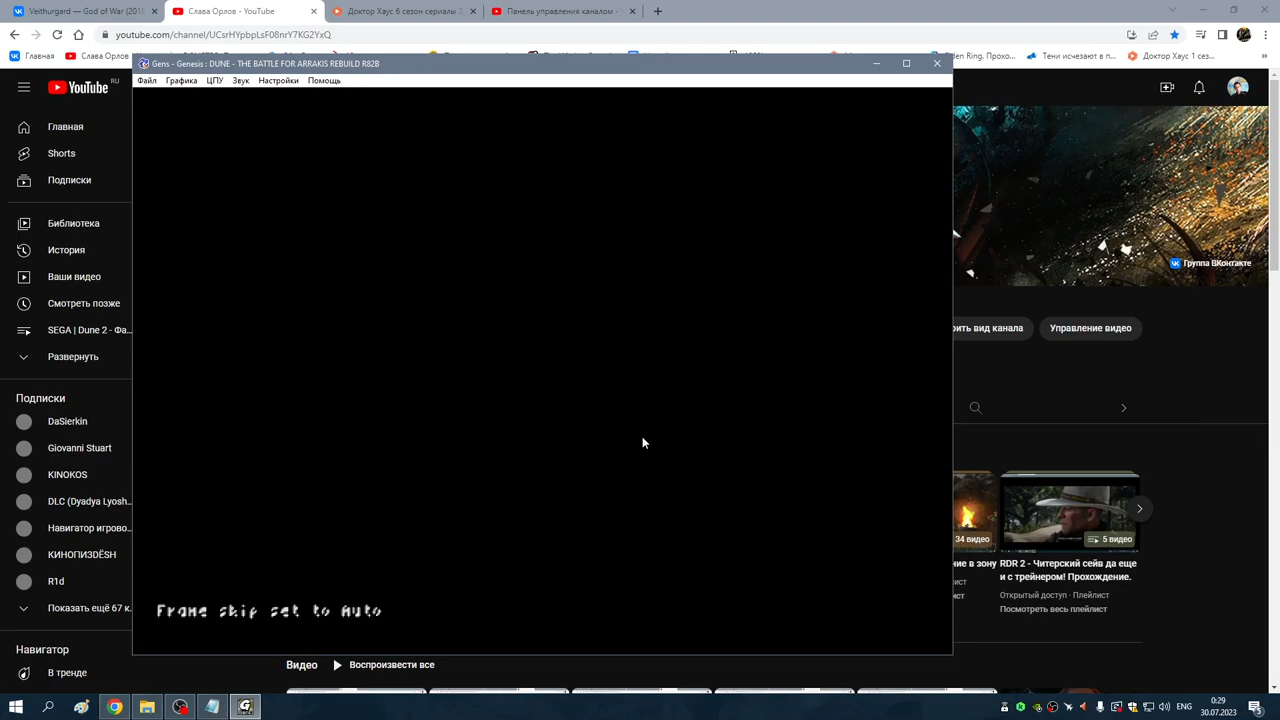 Veithurgard — God of War (2018
Слава Орлов - YouTube
Доктор Хаус 6 сезон сериалы 3
Панель управления каналом -
youtube.com/channel/UCsrHYpbpLsF08nrY7KG2YxQ
Главная
Слава Орлов
Elden Ring. Прохо...
Тени исчезают в п...
Доктор Хаус 1 сез...
Gens - Genesis : DUNE - THE BATTLE FOR ARRAKIS REBUILD R82B
Файл Графика ЦПУ Звук Настройки Помощь
YouTube RU
Главная
Shorts
Подписки
Библиотека
История
Ваши видео
Смотреть позже
SEGA | Dune 2 - Фа...
Развернуть
Подписки
DaSierkin
Giovanni Stuart
KINOKOS
DLC (Dyadya Lyosh...
Навигатор игрово...
КИНОПИЗДЁSH
R1d
Показать ещё 67 к
Навигатор
В тренде
Frame skip set to Auto
Группа ВКонтакте
вид канала
Управление видео
34 видео
5 видео
в зону
RDR 2 - Читерский сейв да еще
и с трейнером! Прохождение.
Открытый доступ · Плейлист
Посмотреть весь плейлист
Видео
Воспроизвести все
ENG
0:29
30.07.2023
5